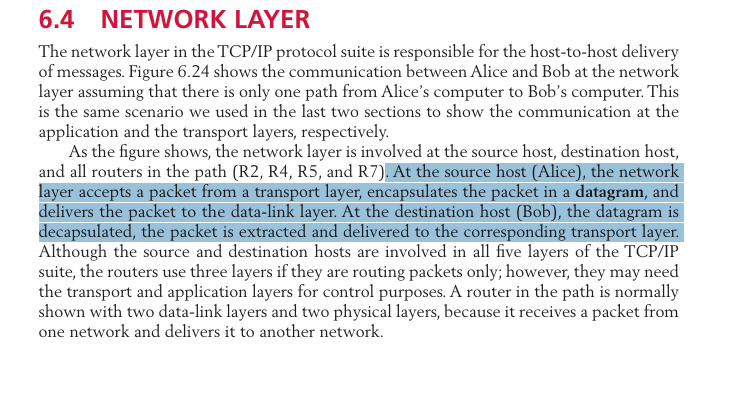 6.4 NETWORK LAYER
The network layer in the TCP/IP protocol suite is responsible for the host-to-host delivery
of messages. Figure 6.24 shows the communication between Alice and Bob at the network
layer assuming that there is only one path from Alice's computer to Bob's computer. This
is the same scenario we used in the last two sections to show the communication at the
application and the transport layers, respectively.
As the figure shows, the network layer is involved at the source host, destination host,
and all routers in the path (R2, R4, R5, and R7). At the source host (Alice), the network
layer accepts a packet from a transport layer, encapsulates the packet in a datagram, and
delivers the packet to the data-link layer. At the destination host (Bob), the datagram is
decapsulated, the packet is extracted and delivered to the corresponding transport layer.
Although the source and destination hosts are involved in all five layers of the TCP/IP
suite, the routers use three layers if they are routing packets only; however, they may need
the transport and application layers for control purposes. A router in the path is normally
shown with two data-link layers and two physical layers, because it receives a packet from
one network and delivers it to another network.